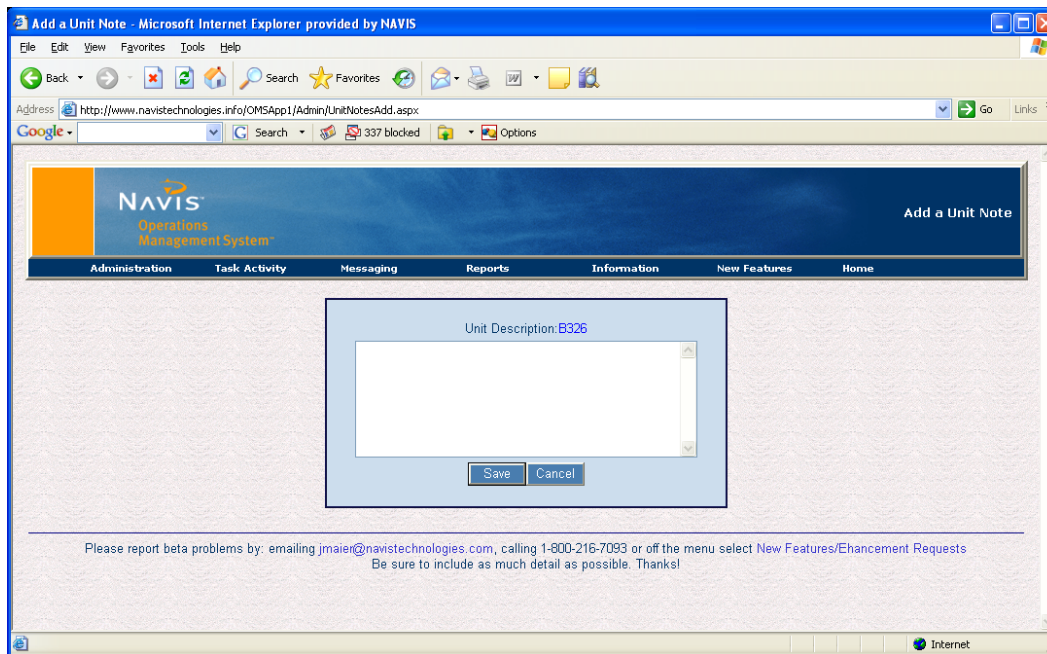 Add a Unit Note - Microsoft Internet Explorer provided by NAVIS
File Edit View Favorites Tools Help
Back Search Favorites
Address http://www.navistechnologies.info/OMSApp1/Admin/UnitNotesAdd.aspx Go Links
Google Search 337 blocked Options
NAVIS
Operations
Management System
Add a Unit Note
Administration Task Activity Messaging Reports Information New Features Home
Unit Description:B326
Save Cancel
Please report beta problems by: emailing jmaier@navistechnologies.com, calling 1-800-216-7093 or off the menu select New Features/Ehancement Requests
Be sure to include as much detail as possible. Thanks!
Internet